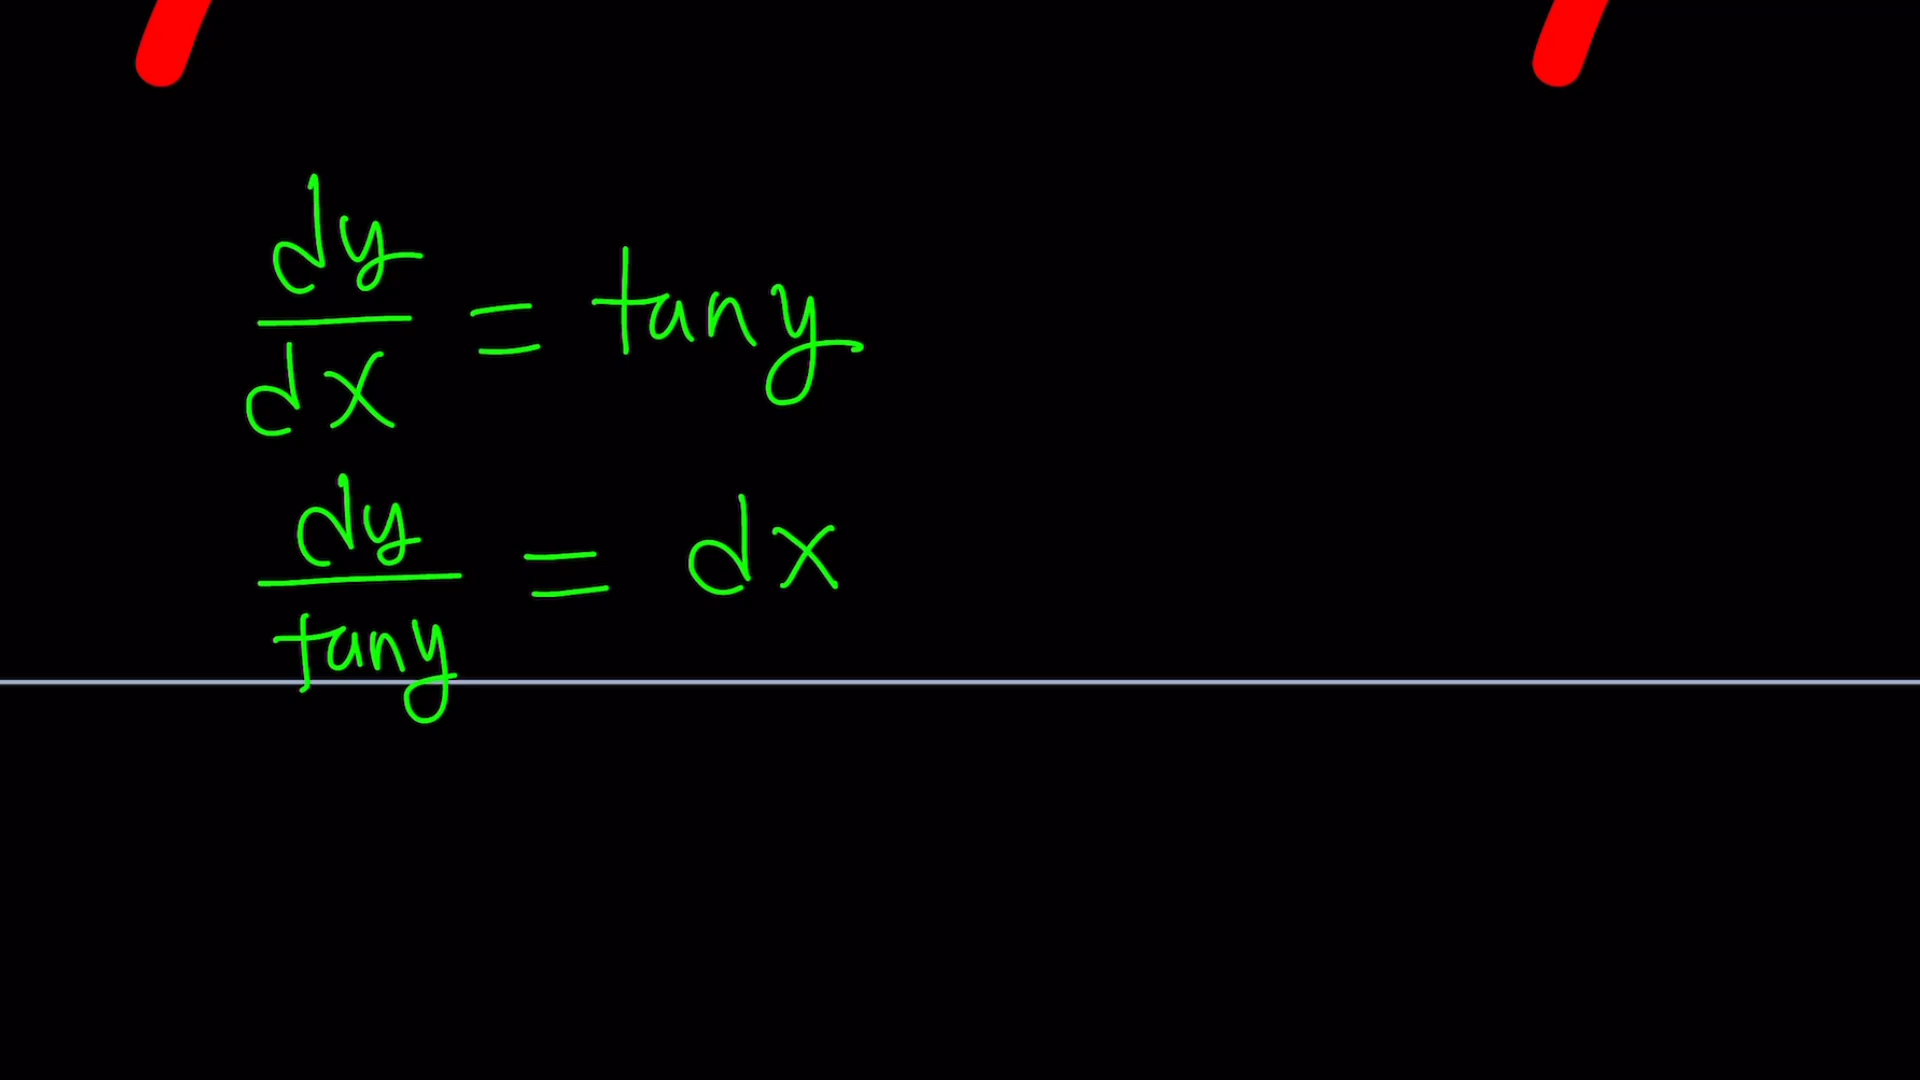 dy/dx = tany
dy/tany = dx